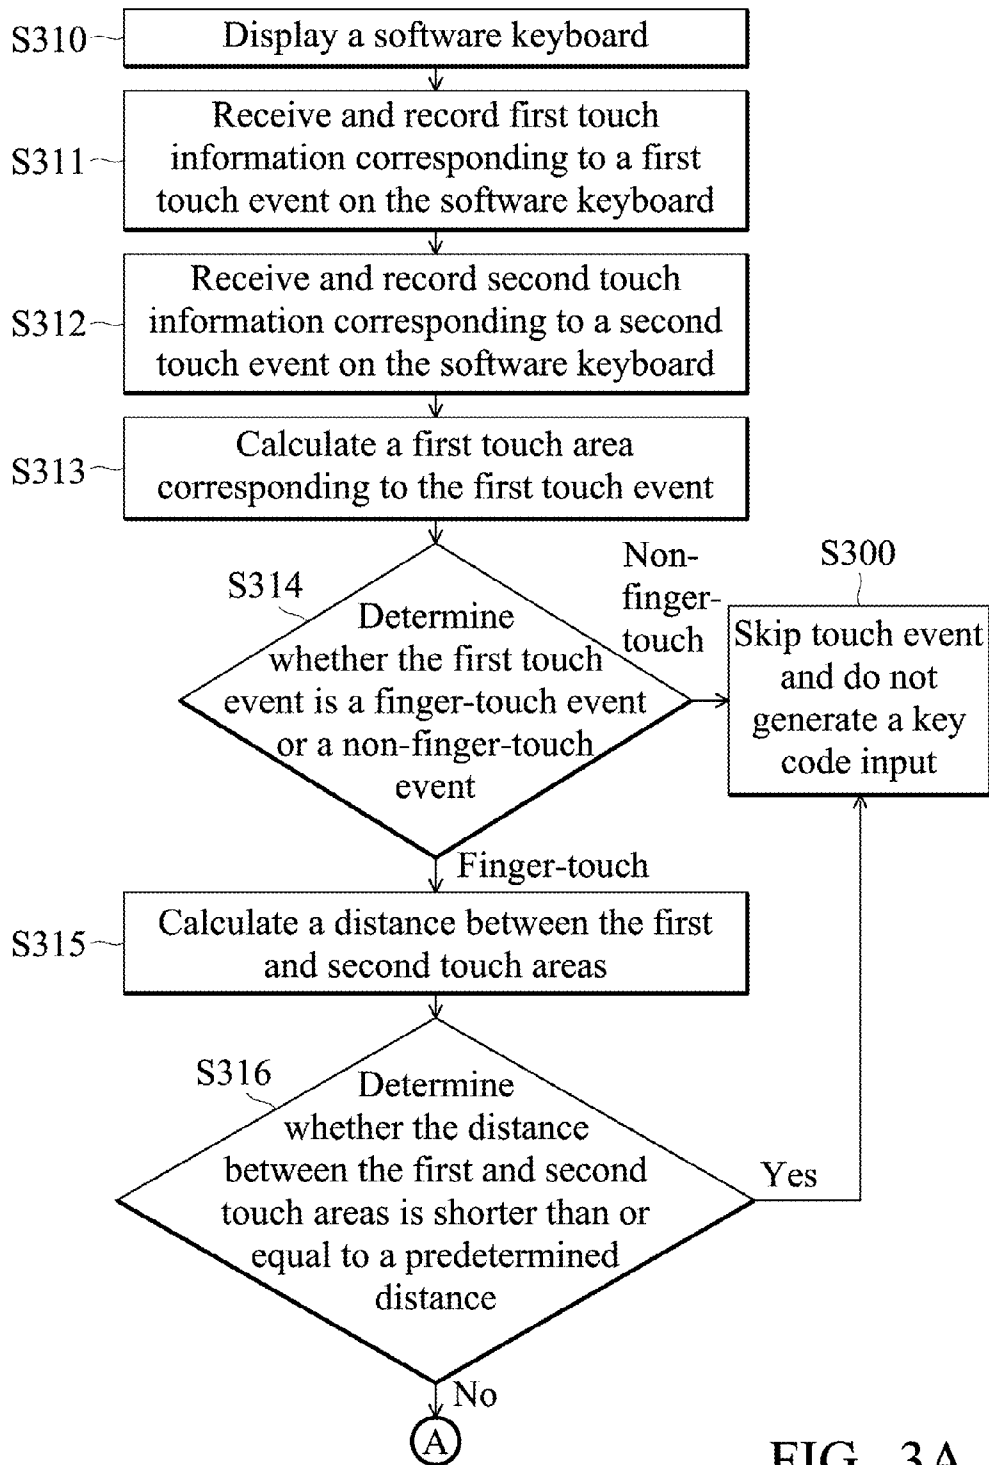 S310
Display a software keyboard
S311
Receive and record first touch
information corresponding to a first
touch event on the software keyboard
S312
Receive and record second touch
information corresponding to a second
touch event on the software keyboard
S313
Calculate a first touch area
corresponding to the first touch event
S314
Determine
whether the first touch
event is a finger-touch event
or a non-finger-touch
event
Non-
finger-
touch
S300
Skip touch event
and do not
generate a key
code input
Finger-touch
S315
Calculate a distance between the first
and second touch areas
S316
Determine
whether the distance
between the first and second
touch areas is shorter than or
equal to a predetermined
distance
Yes
No
A
FIG. 3A